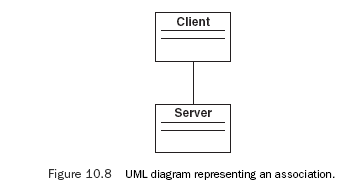 Client
Server
Figure 10.8 UML diagram representing an association.